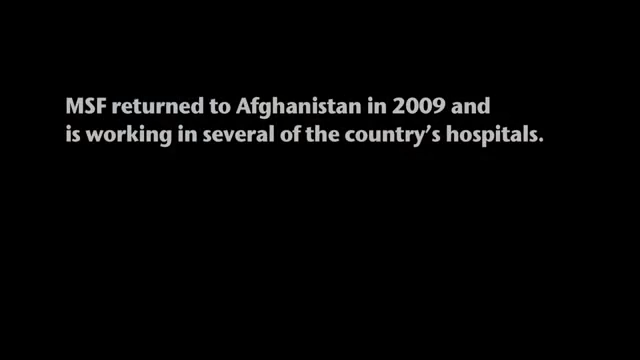 MSF returned to Afghanistan in 2009 and
is working in several of the country’s hospitals.